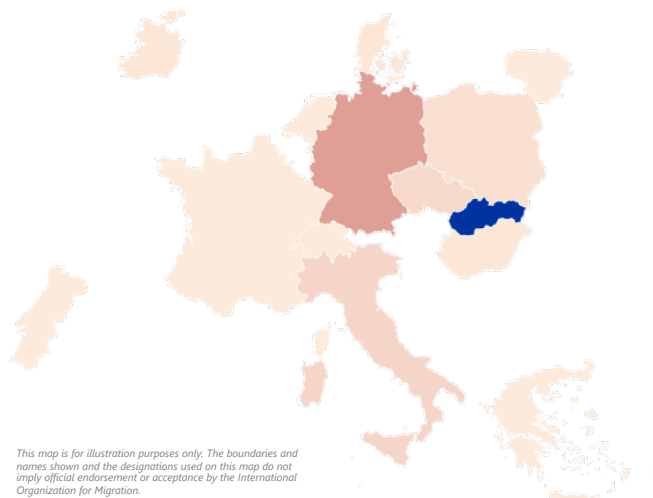 This map is for illustration purposes only. The boundaries and
names shown and the designations used on this map do not
imply official endorsement or acceptance by the International
Organization for Migration.